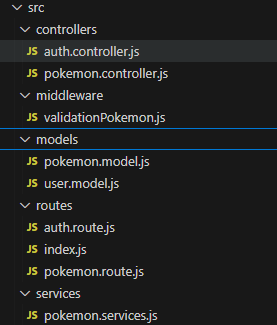 src
controllers
JS auth.controller.js
JS pokemon.controller.js
middleware
JS validationPokemon.js
models
JS pokemon.model.js
JS user.model.js
routes
JS auth.route.js
JS index.js
JS pokemon.route.js
services
JS pokemon.services.js